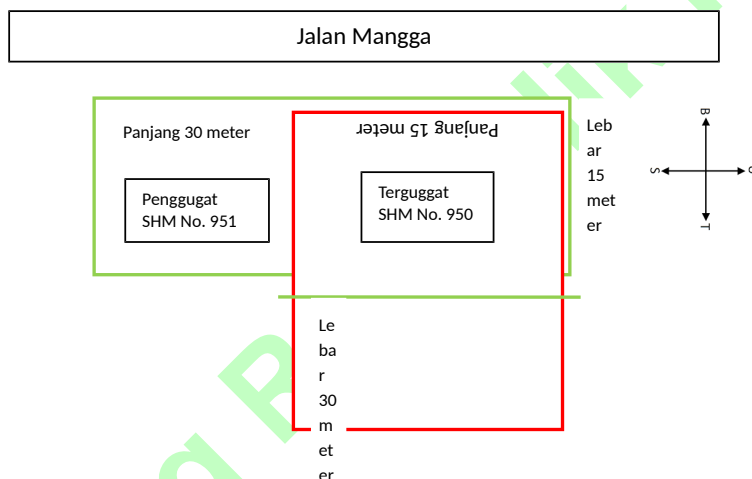 Jalan Mangga
Panjang 30 meter
Panjang 15 meter
Leb
ar
15
met
er
B
S
T
Penggugat
SHM No. 951
Terguggat
SHM No. 950
Le
ba
r
30
m
et
er